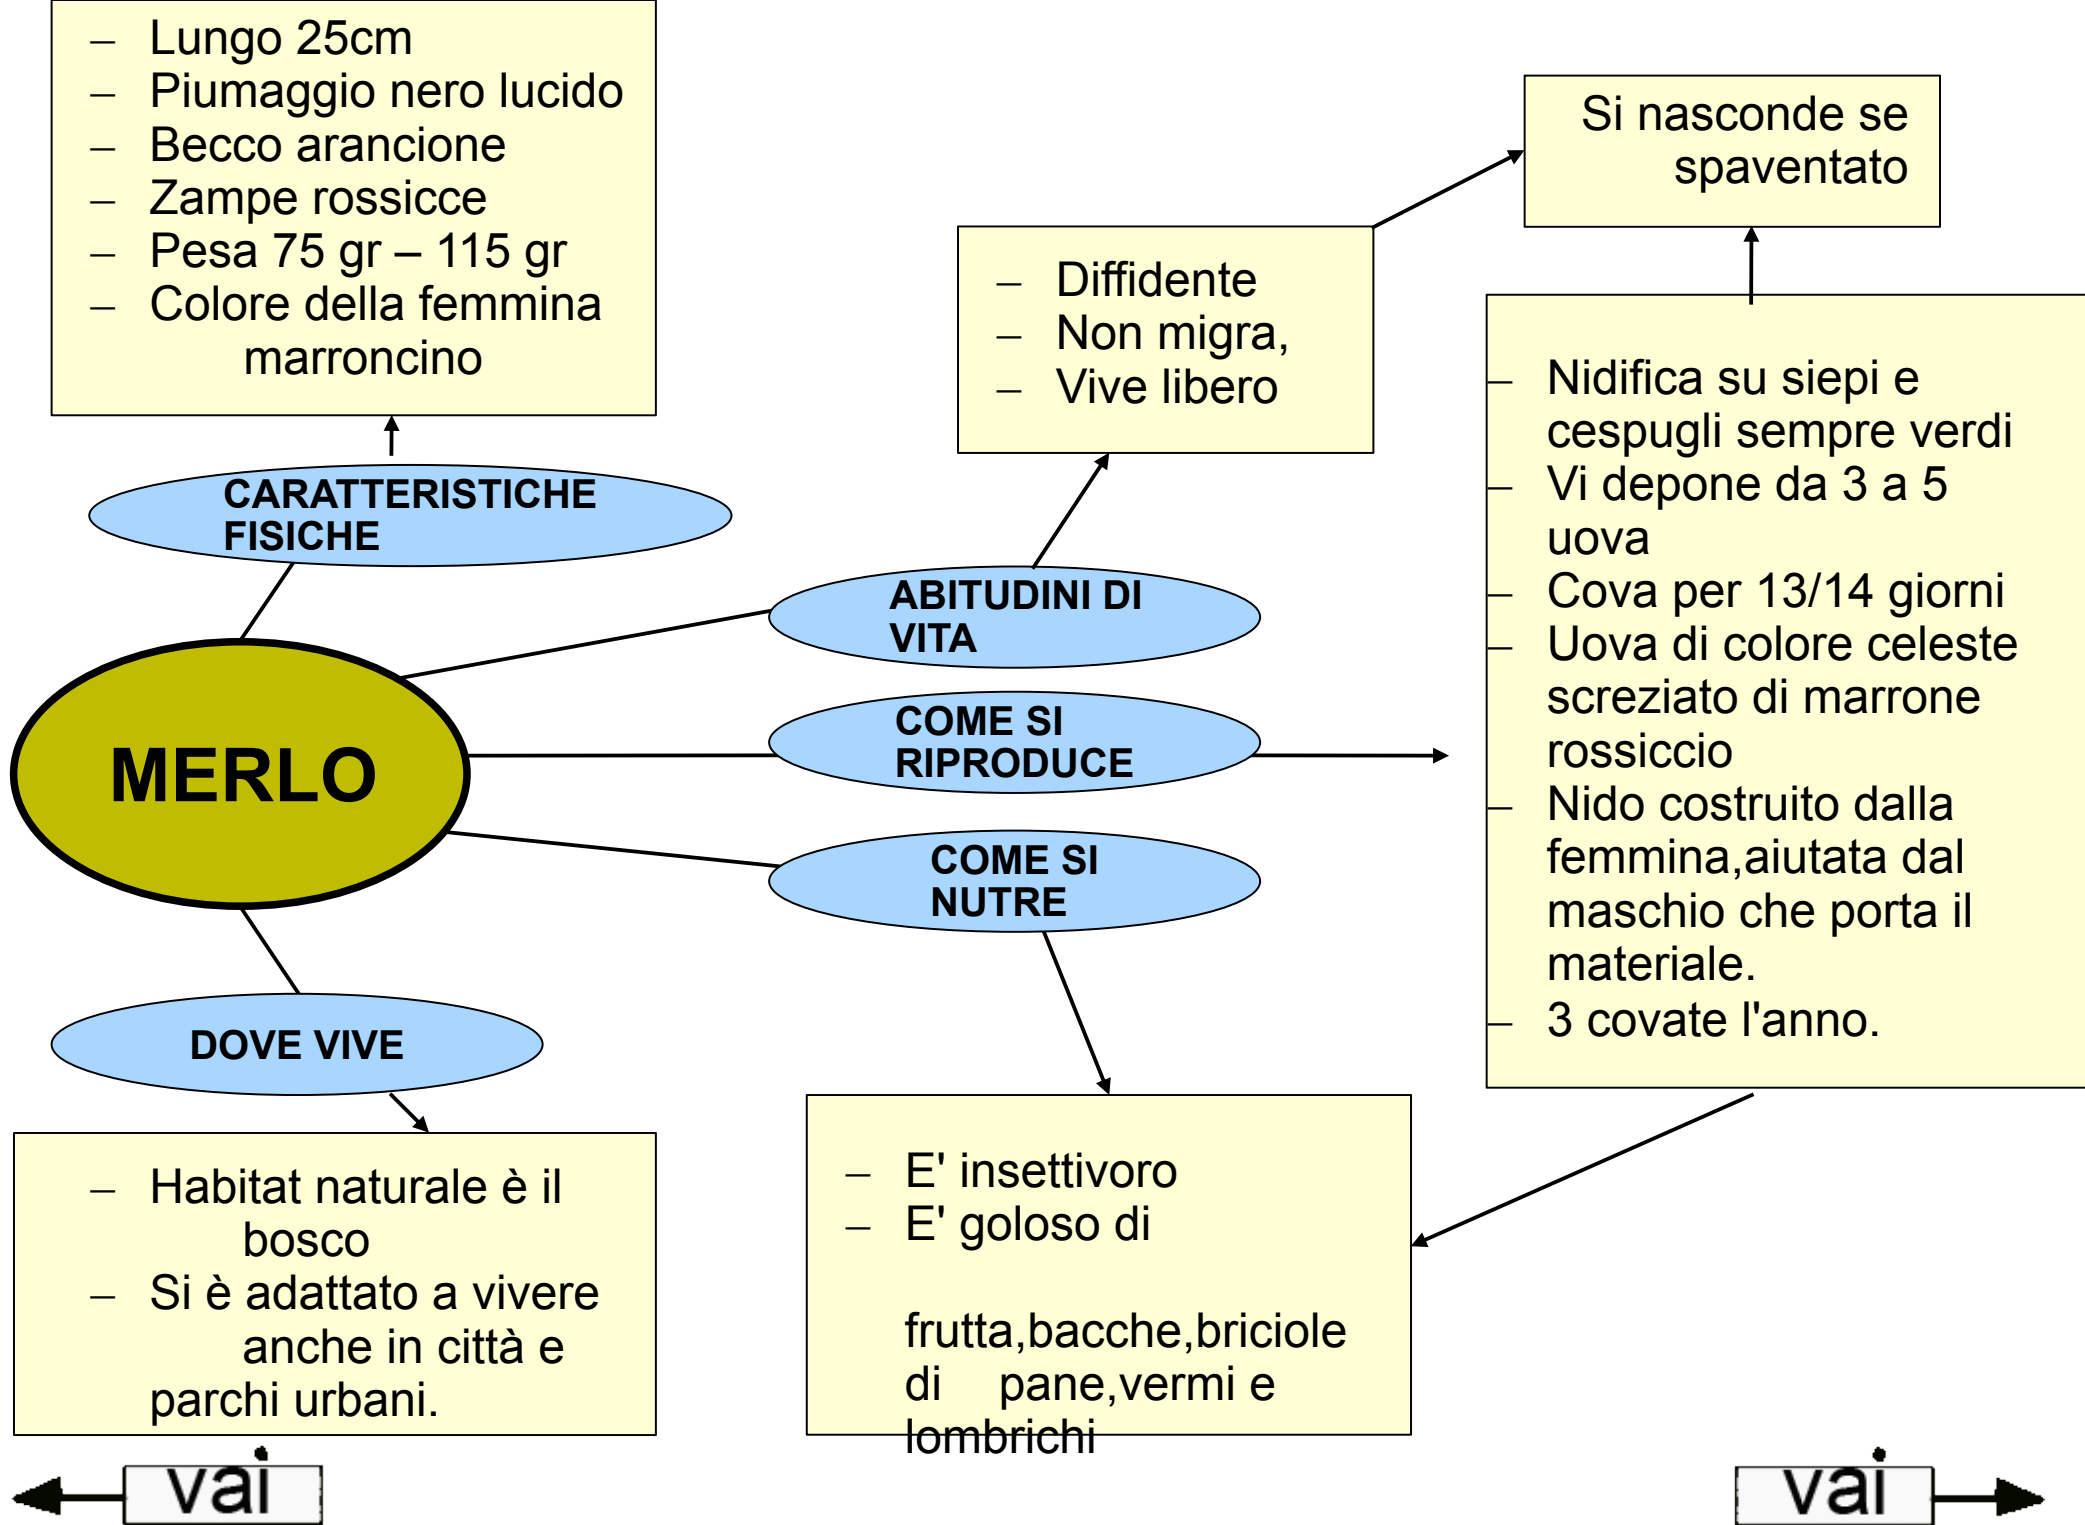 – Lungo 25cm
– Piumaggio nero lucido
– Becco arancione
– Zampe rossicce
– Pesa 75 gr – 115 gr
– Colore della femmina
marroncino
Si nasconde se
spaventato
– Diffidente
– Non migra,
– Vive libero
– Nidifica su siepi e
cespugli sempre verdi
– Vi depone da 3 a 5
uova
– Cova per 13/14 giorni
– Uova di colore celeste
screziato di marrone
rossiccio
– Nido costruito dalla
femmina,aiutata dal
maschio che porta il
materiale.
– 3 covate l'anno.
CARATTERISTICHE
FISICHE
ABITUDINI DI
VITA
COME SI
RIPRODUCE
MERLO
COME SI
NUTRE
DOVE VIVE
– Habitat naturale è il
bosco
– Si è adattato a vivere
anche in città e
parchi urbani.
– E' insettivoro
– E' goloso di
frutta,bacche,briciole
di pane,vermi e
lombrichi
vai
vai